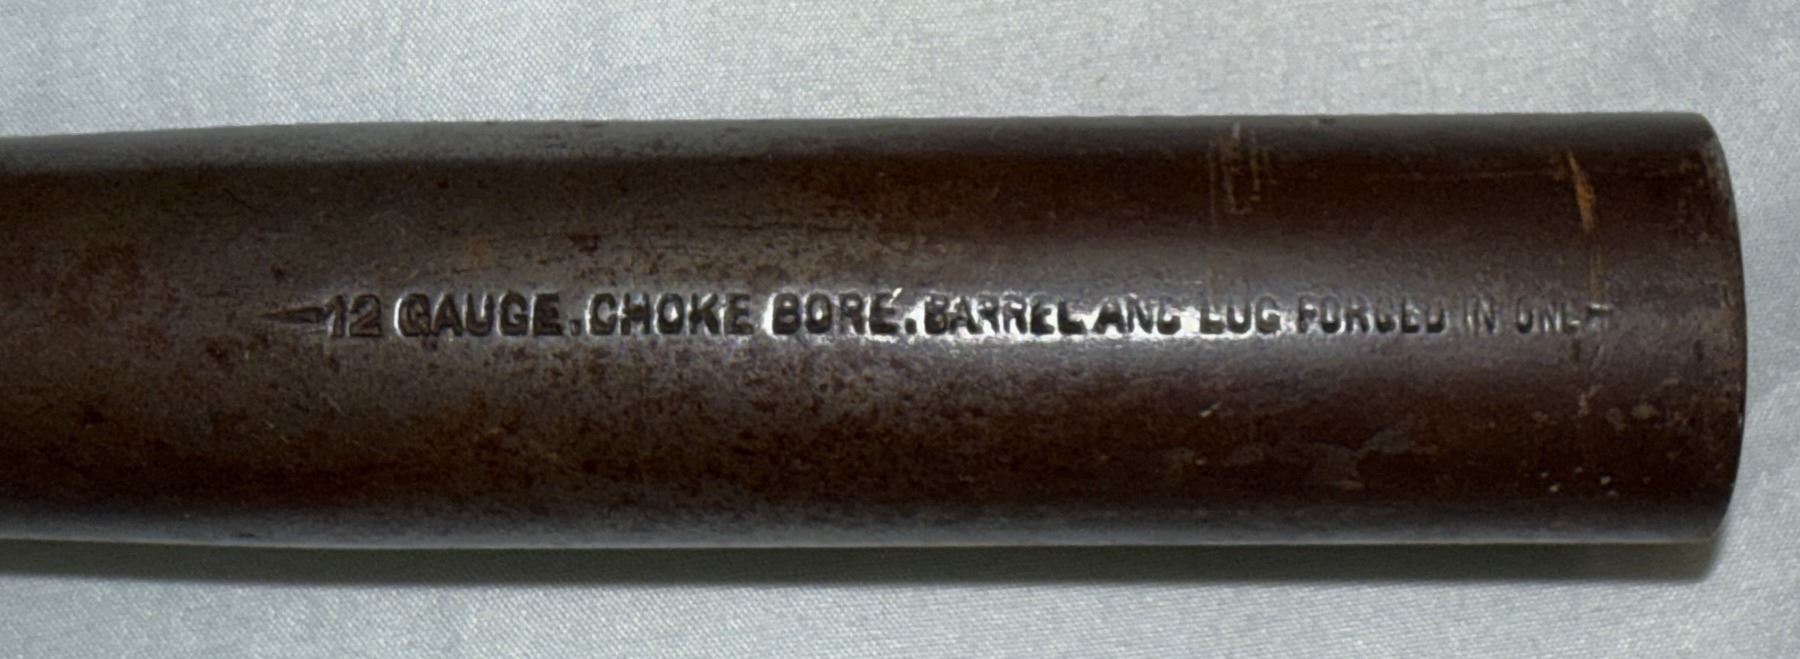 12 GAUGE. CHOKE BORE. BARREL AND LUG FORGED IN ONE